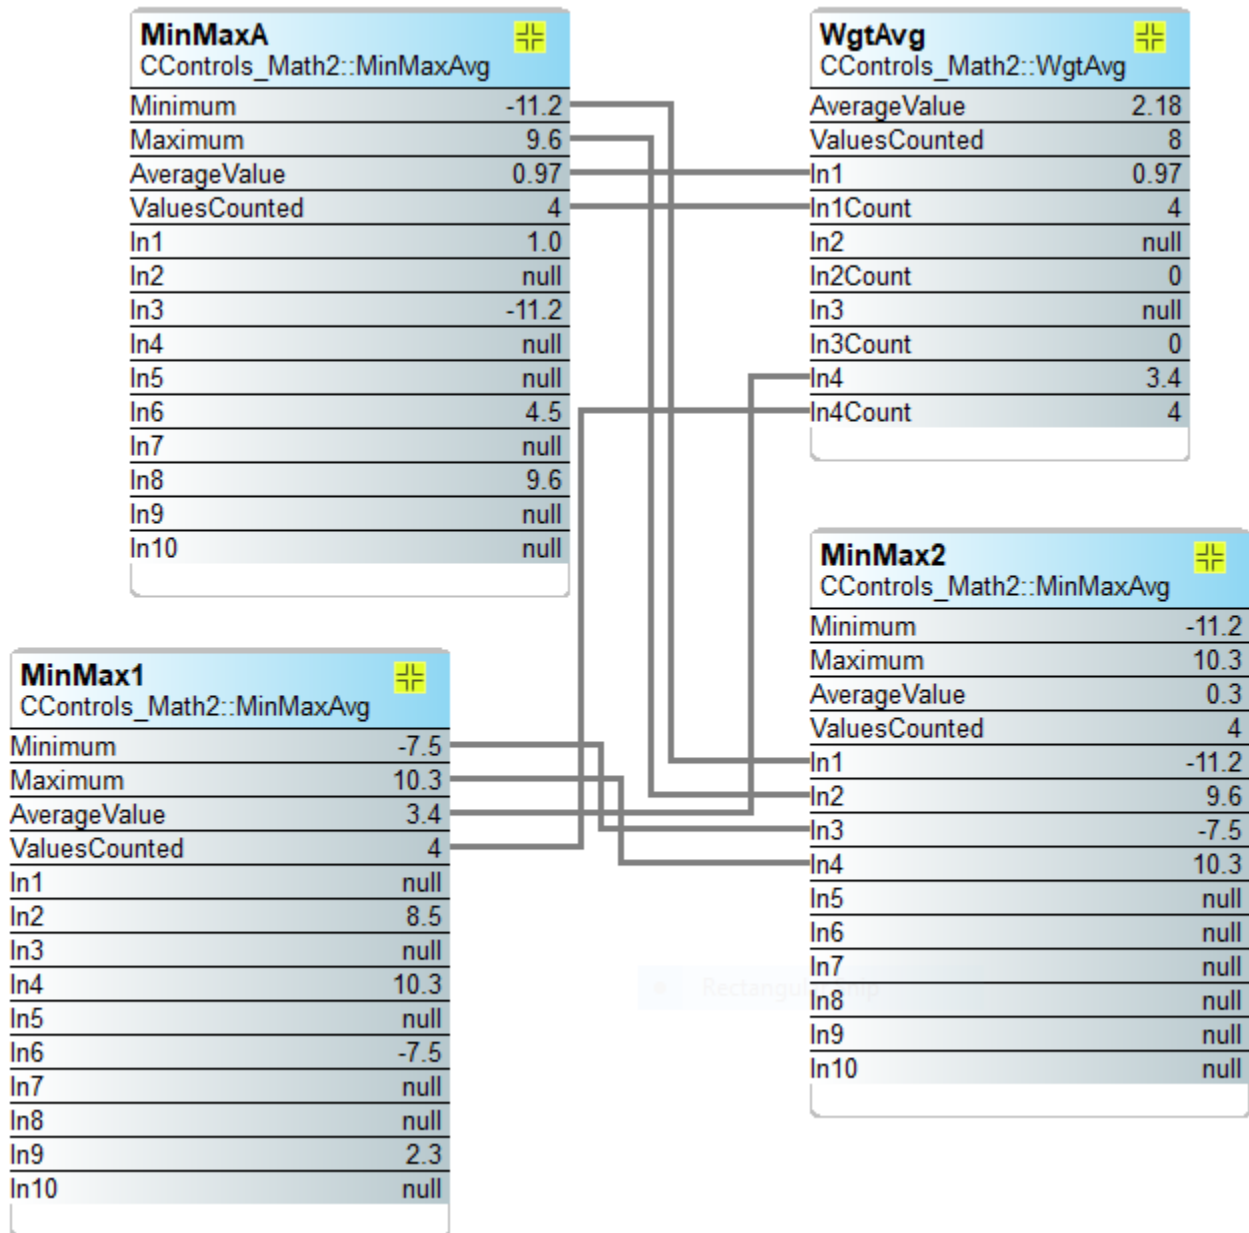 MinMaxA
CControls_Math2::MinMaxAvg
Minimum -11.2
Maximum 9.6
AverageValue 0.97
ValuesCounted 4
In1 1.0
In2 null
In3 -11.2
In4 null
In5 null
In6 4.5
In7 null
In8 9.6
In9 null
In10 null
WgtAvg
CControls_Math2::WgtAvg
AverageValue 2.18
ValuesCounted 8
In1 0.97
In1Count 4
In2 null
In2Count 0
In3 null
In3Count 0
In4 3.4
In4Count 4
MinMax1
CControls_Math2::MinMaxAvg
Minimum -7.5
Maximum 10.3
AverageValue 3.4
ValuesCounted 4
In1 null
In2 8.5
In3 null
In4 10.3
In5 null
In6 -7.5
In7 null
In8 null
In9 2.3
In10 null
MinMax2
CControls_Math2::MinMaxAvg
Minimum -11.2
Maximum 10.3
AverageValue 0.3
ValuesCounted 4
In1 -11.2
In2 9.6
In3 -7.5
In4 10.3
In5 null
In6 null
In7 null
In8 null
In9 null
In10 null